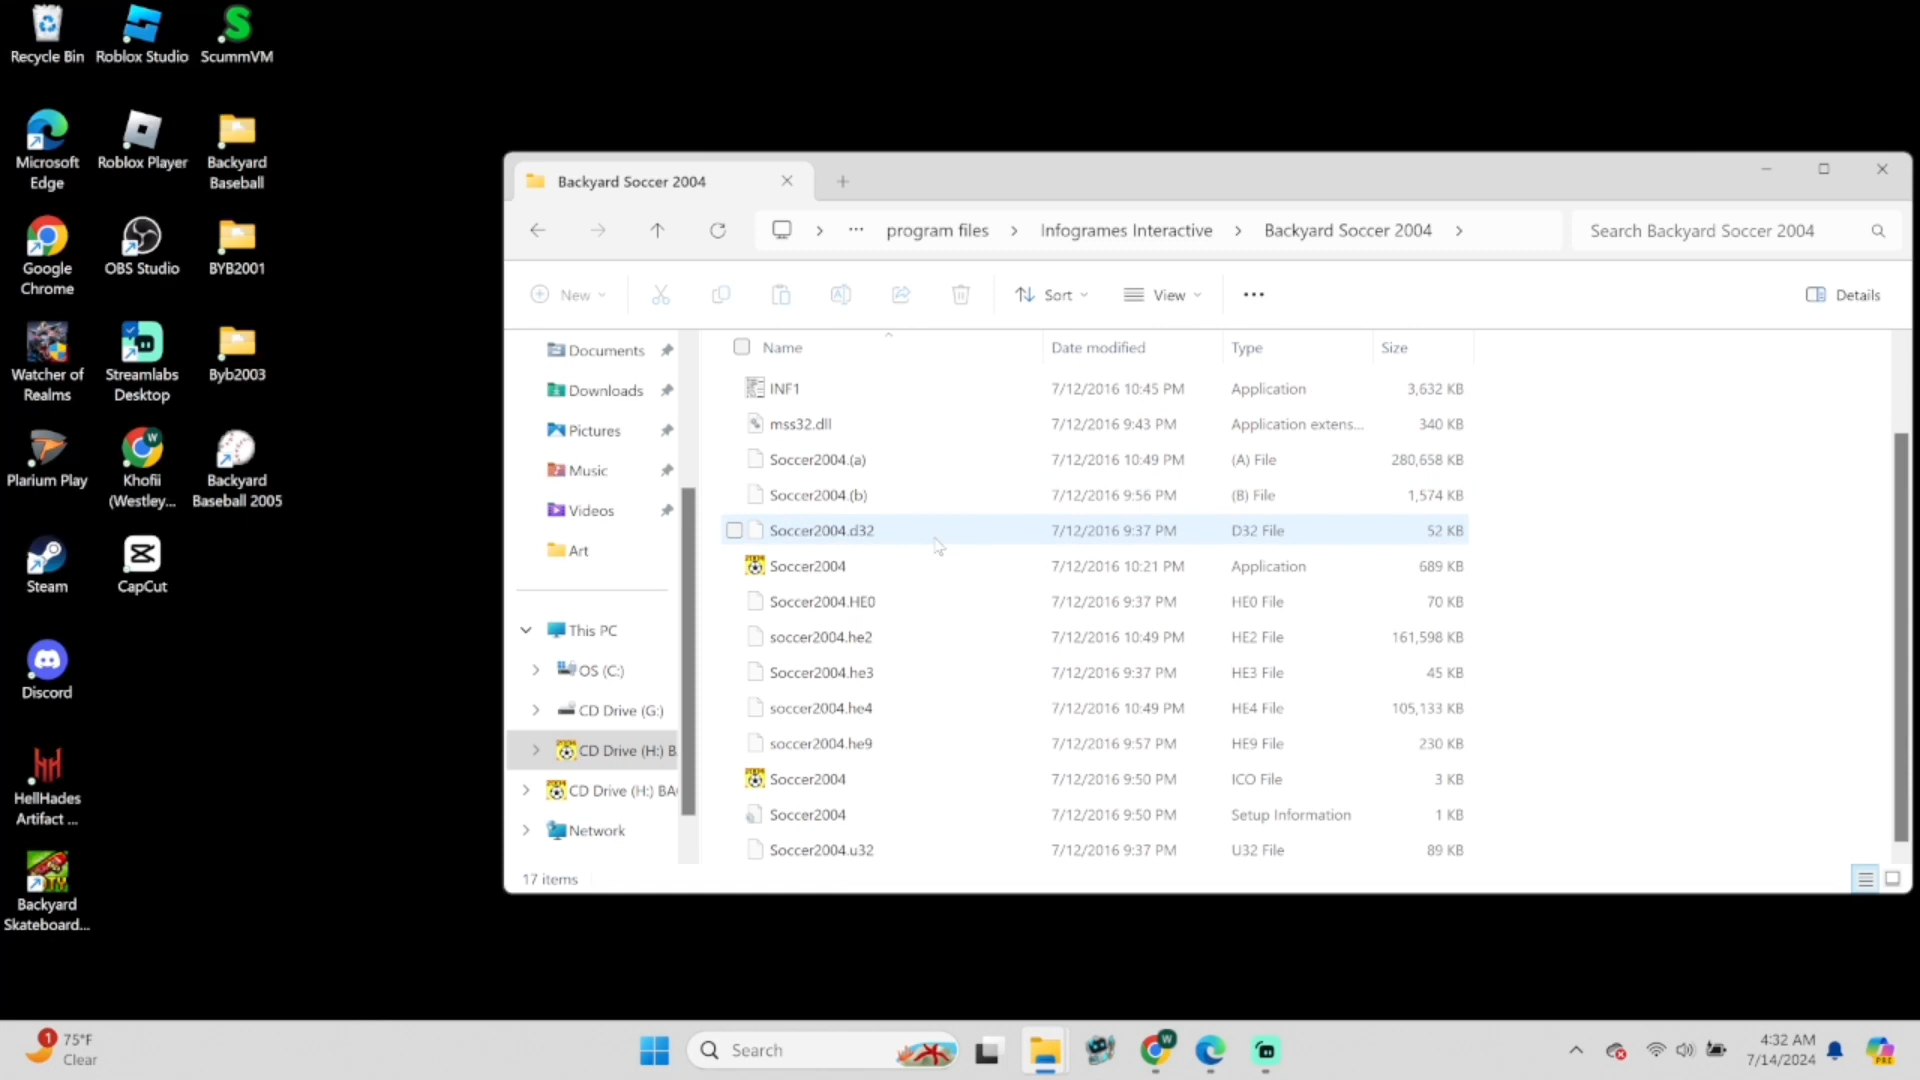 Recycle Bin
Roblox Studio
ScummVM
Microsoft
Edge
Roblox Player
Backyard
Baseball
Google
Chrome
OBS Studio
BYB2001
Watcher of
Realms
Streamlabs
Desktop
Byb2003
Plarium Play
Khofii
(Westley...
Backyard
Baseball 2005
Steam
CapCut
Discord
HellHades
Artifact ...
Backyard
Skateboard...
Backyard Soccer 2004
program files
Infogrames Interactive
Backyard Soccer 2004
Search Backyard Soccer 2004
New
Sort
View
Details
Documents
Downloads
Pictures
Music
Videos
Art
This PC
OS (C:)
CD Drive (G:)
CD Drive (H:) B
CD Drive (H:) BA
Network
Name Date modified Type Size
INF1 7/12/2016 10:45 PM Application 3,632 KB
mss32.dll 7/12/2016 9:43 PM Application extens... 340 KB
Soccer2004.(a) 7/12/2016 10:49 PM (A) File 280,658 KB
Soccer2004.(b) 7/12/2016 9:56 PM (B) File 1,574 KB
Soccer2004.d32 7/12/2016 9:37 PM D32 File 52 KB
Soccer2004 7/12/2016 10:21 PM Application 689 KB
Soccer2004.HE0 7/12/2016 9:37 PM HE0 File 70 KB
soccer2004.he2 7/12/2016 10:49 PM HE2 File 161,598 KB
Soccer2004.he3 7/12/2016 9:37 PM HE3 File 45 KB
soccer2004.he4 7/12/2016 10:49 PM HE4 File 105,133 KB
soccer2004.he9 7/12/2016 9:57 PM HE9 File 230 KB
Soccer2004 7/12/2016 9:50 PM ICO File 3 KB
Soccer2004 7/12/2016 9:50 PM Setup Information 1 KB
Soccer2004.u32 7/12/2016 9:37 PM U32 File 89 KB
17 items
1
75°F
Clear
Search
W
4:32 AM
7/14/2024
PRE